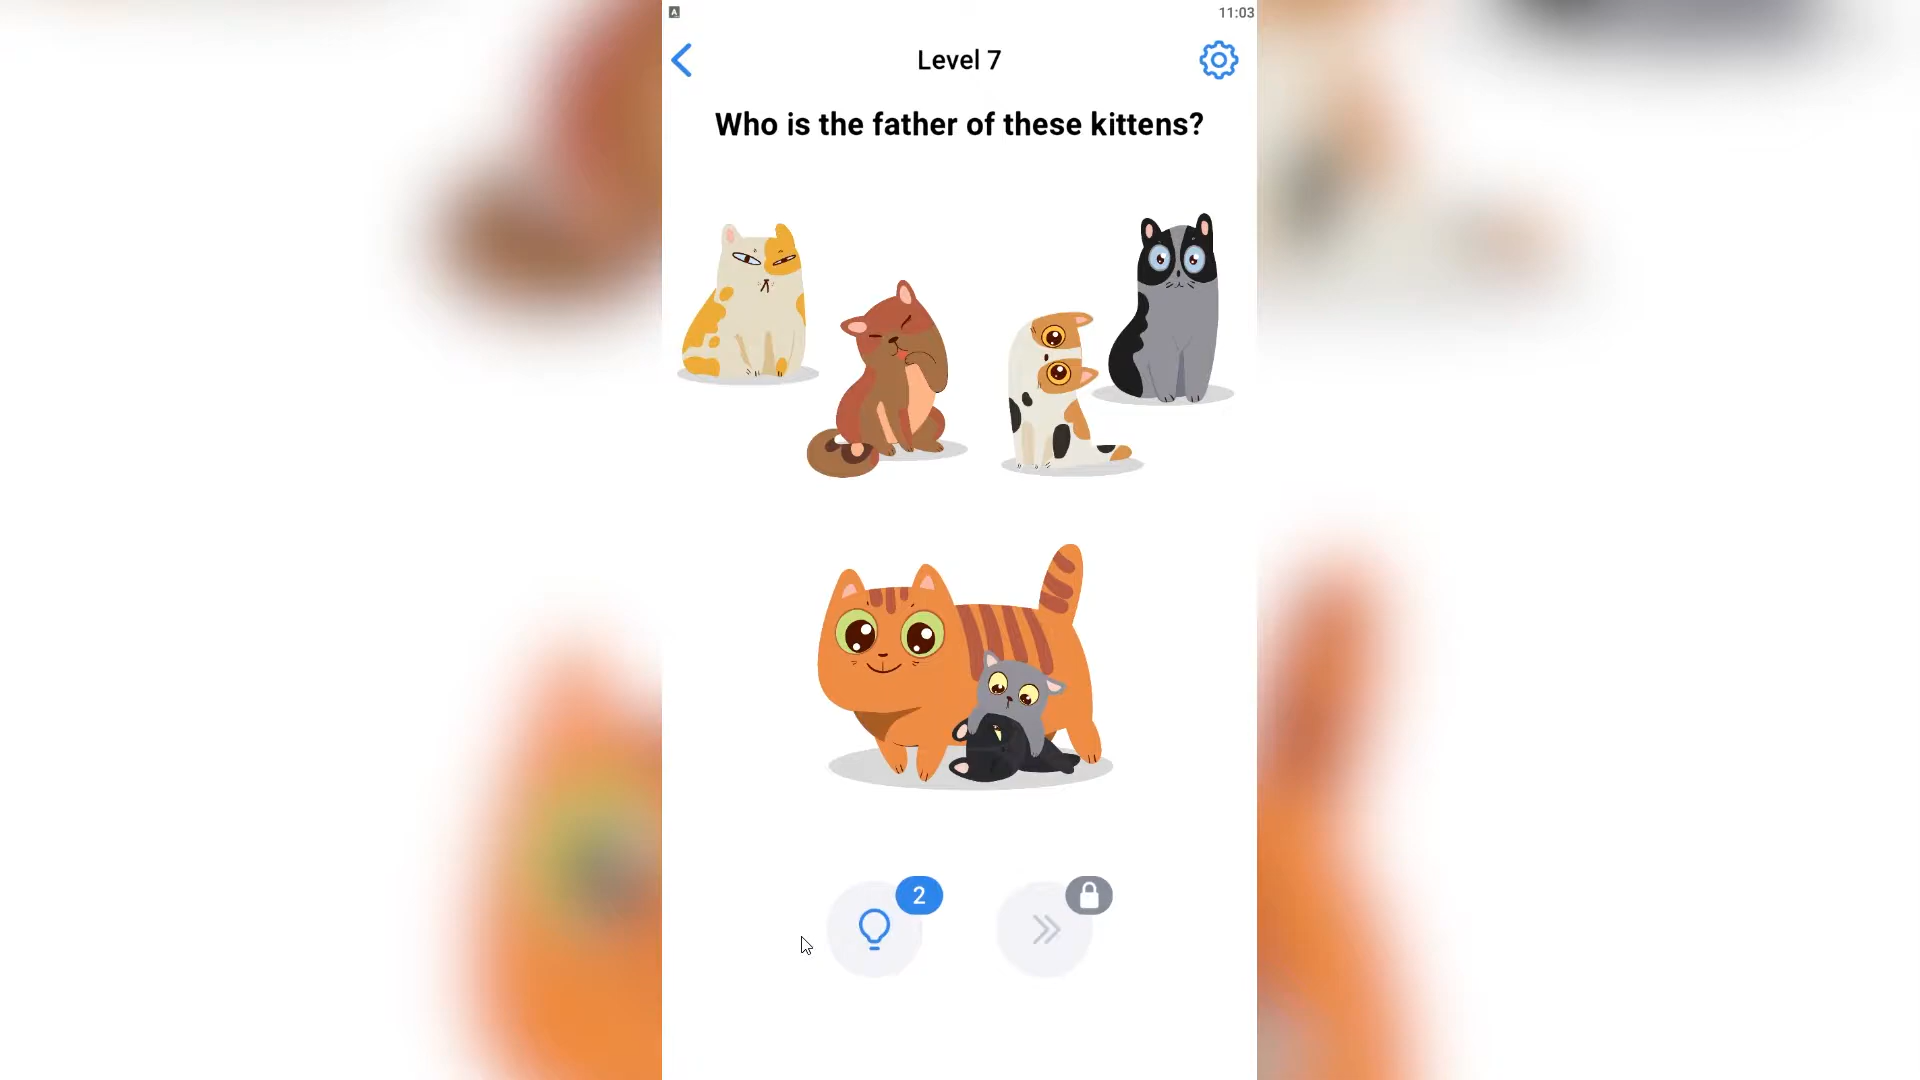 A
11:03
Level 7
Who is the father of these kittens?
2